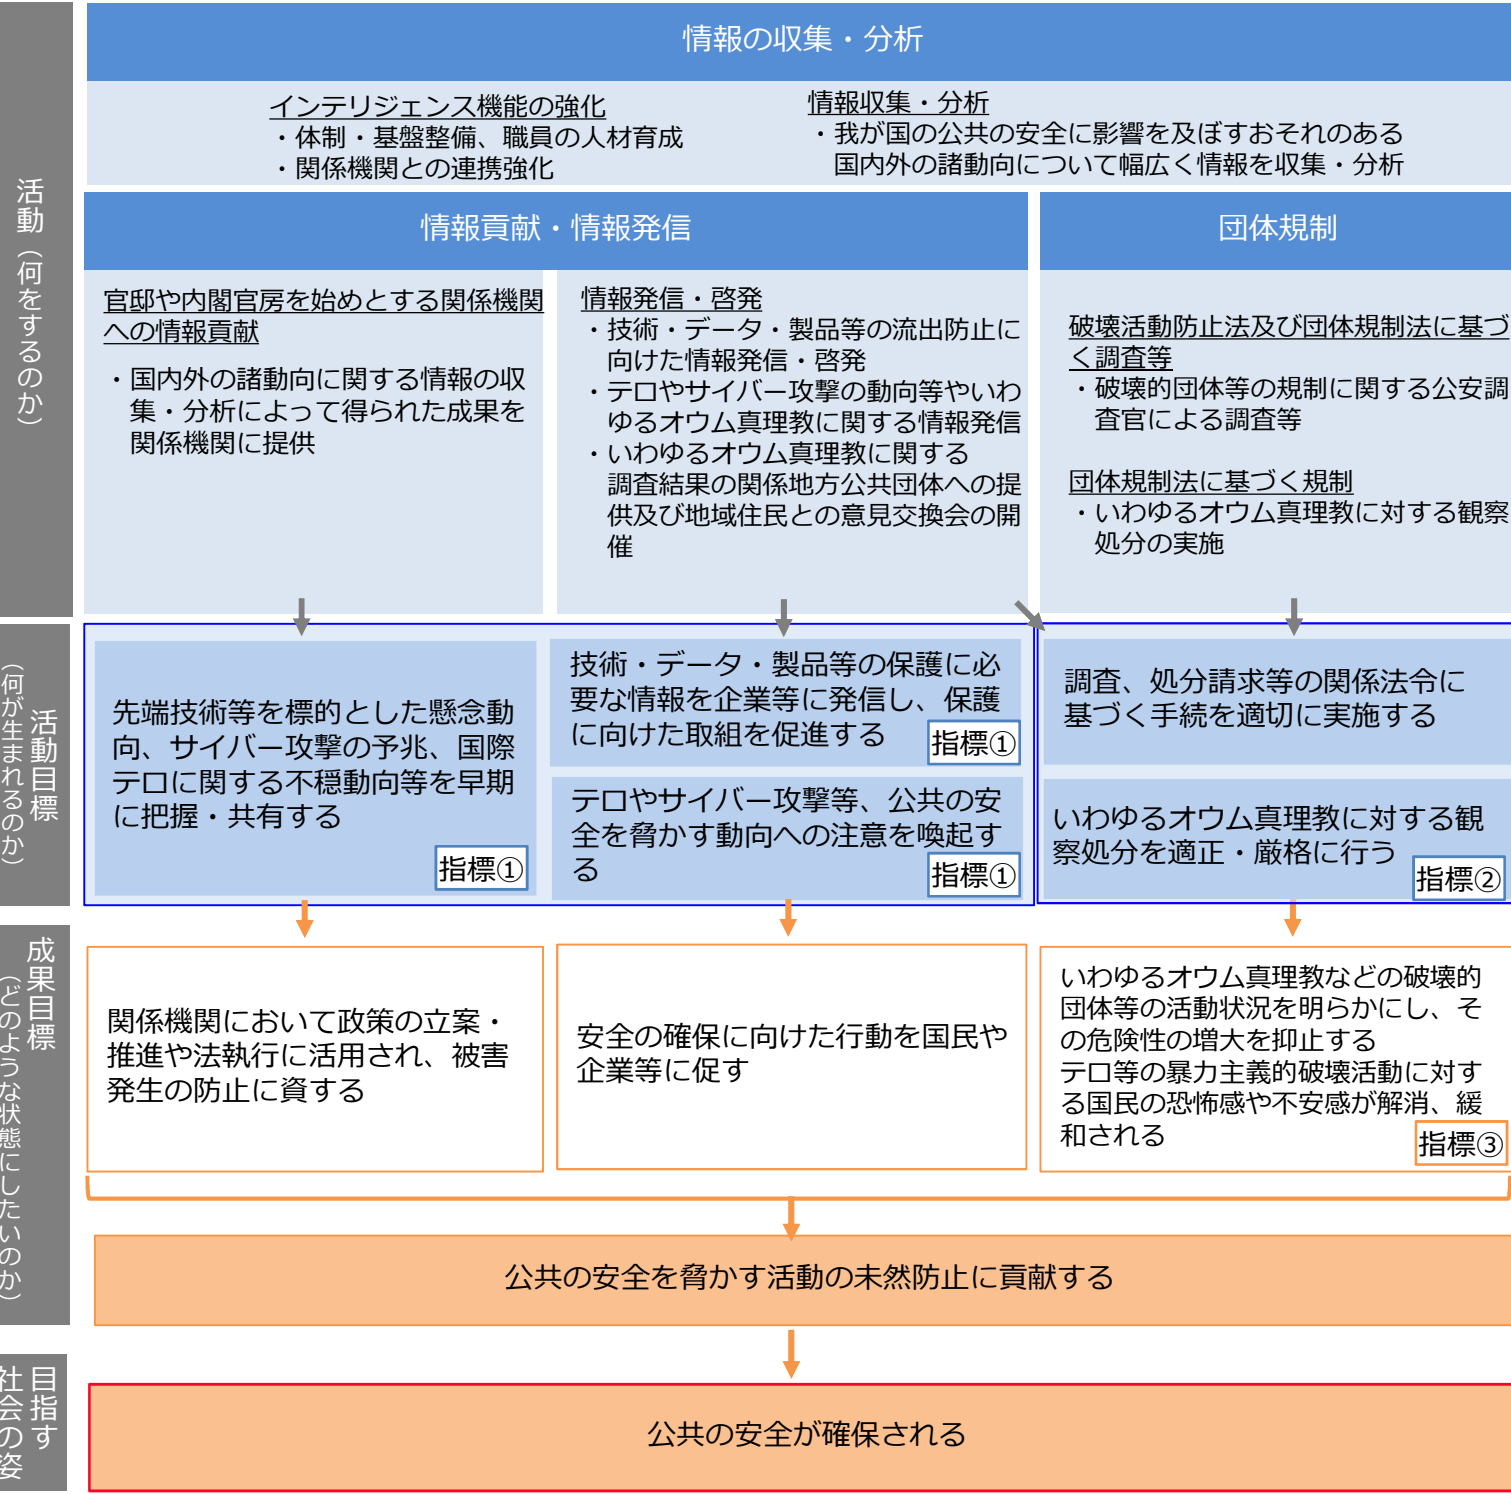 活動（何をするのか）
情報の収集・分析
インテリジェンス機能の強化
・体制・基盤整備、職員の人材育成
・関係機関との連携強化
情報収集・分析
・我が国の公共の安全に影響を及ぼすおそれのある
国内外の諸動向について幅広く情報を収集・分析
情報貢献・情報発信
官邸や内閣官房を始めとする関係機関
への情報貢献
・国内外の諸動向に関する情報の収
集・分析によって得られた成果を
関係機関に提供
情報発信・啓発
・技術・データ・製品等の流出防止に
向けた情報発信・啓発
・テロやサイバー攻撃の動向等やいわ
ゆるオウム真理教に関する情報発信
・いわゆるオウム真理教に関する
調査結果の関係地方公共団体への提
供及び地域住民との意見交換会の開
催
団体規制
破壊活動防止法及び団体規制法に基づ
く調査等
・破壊的団体等の規制に関する公安調
査官による調査等
団体規制法に基づく規制
・いわゆるオウム真理教に対する観察
処分の実施
活動目標
（何が生まれるのか）
先端技術等を標的とした懸念動
向、サイバー攻撃の予兆、国際
テロに関する不穏動向等を早期
に把握・共有する
指標①
技術・データ・製品等の保護に必
要な情報を企業等に発信し、保護
に向けた取組を促進する
指標①
テロやサイバー攻撃等、公共の安
全を脅かす動向への注意を喚起す
る
指標①
調査、処分請求等の関係法令に
基づく手続を適切に実施する
いわゆるオウム真理教に対する観
察処分を適正・厳格に行う
指標②
成果目標
（どのような状態にしたいのか）
関係機関において政策の立案・
推進や法執行に活用され、被害
発生の防止に資する
安全の確保に向けた行動を国民や
企業等に促す
いわゆるオウム真理教などの破壊的
団体等の活動状況を明らかにし、そ
の危険性の増大を抑止する
テロ等の暴力主義的破壊活動に対す
る国民の恐怖感や不安感が解消、緩
和される
指標③
公共の安全を脅かす活動の未然防止に貢献する
目指す
社会の姿
公共の安全が確保される